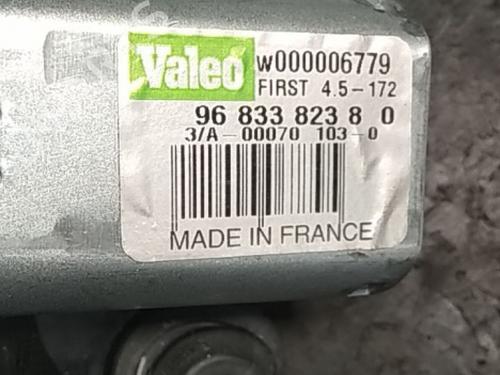 Valeo W000006779
FIRST 4.5-172
96 833 823 8 0
3/A-00070 103-0
MADE IN FRANCE